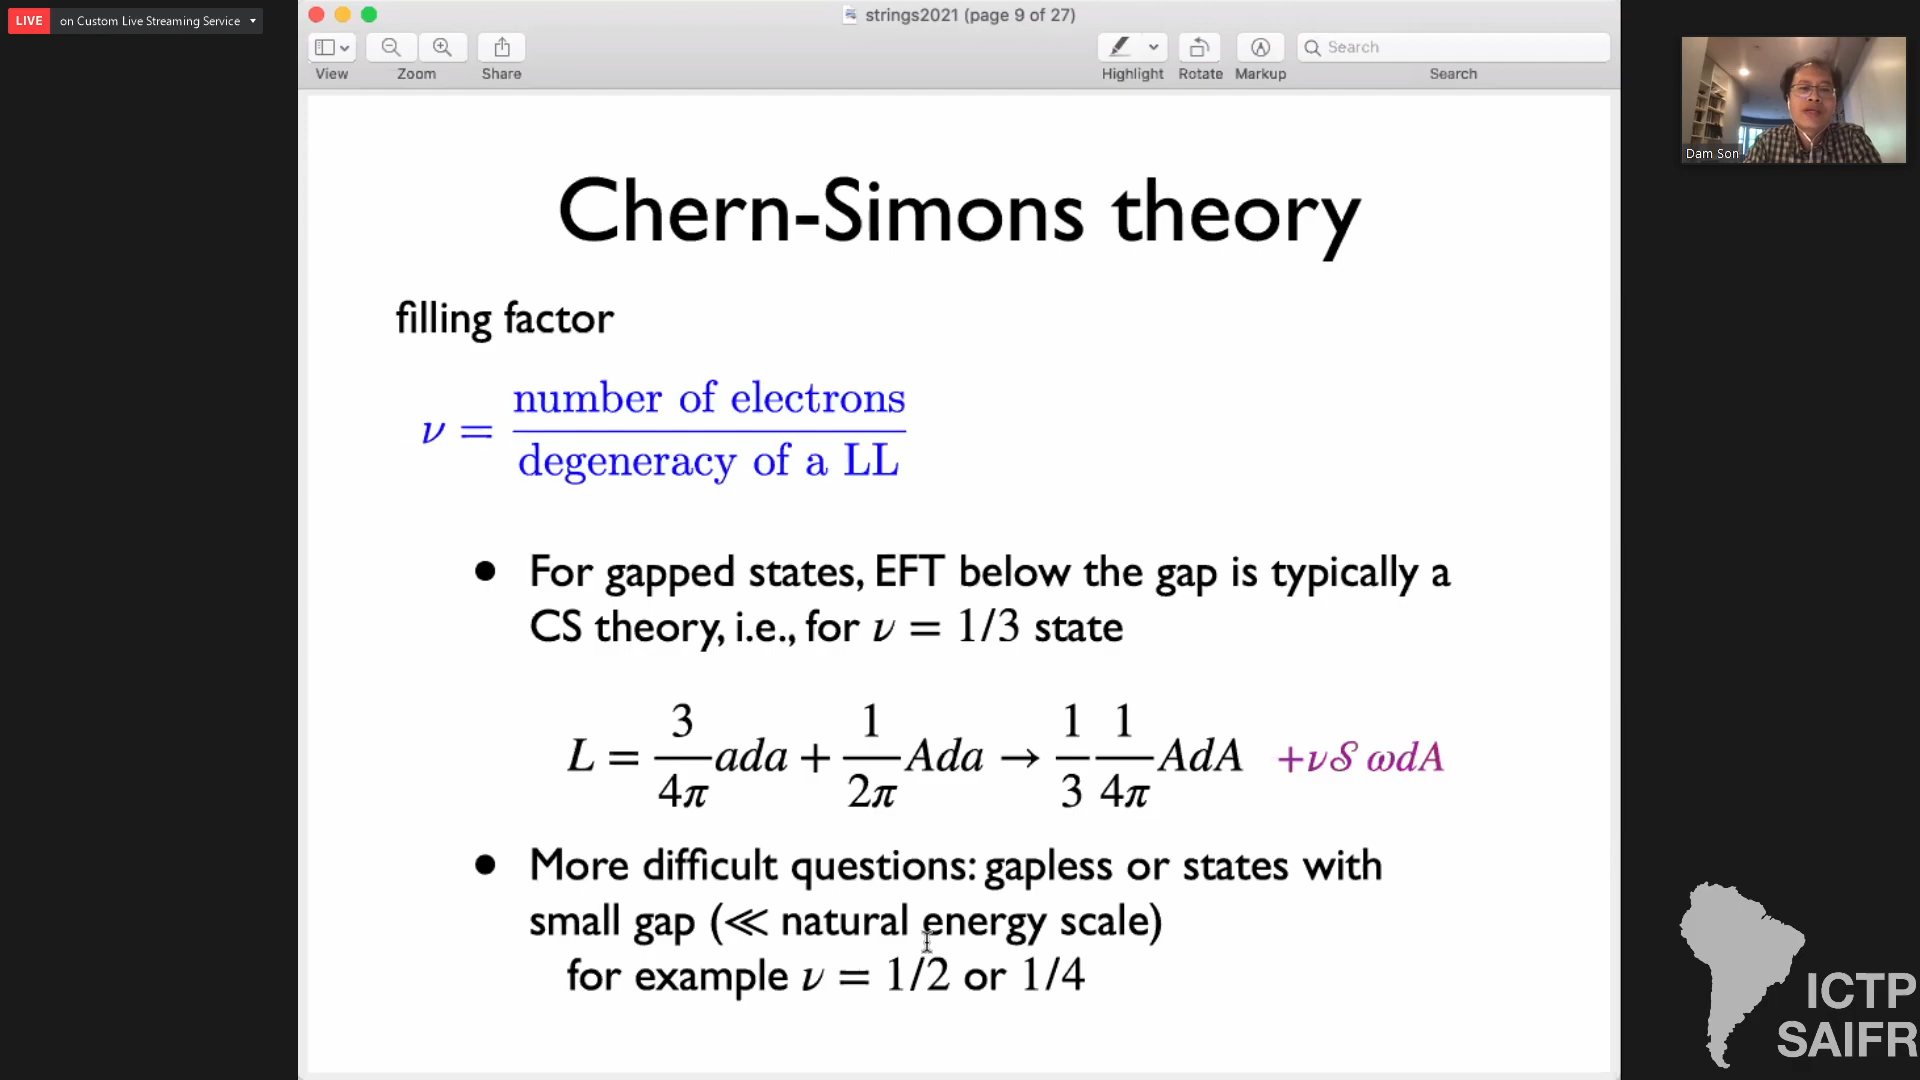 LIVE on Custom Live Streaming Service
strings2021 (page 9 of 27)
View Zoom Share Highlight Rotate Markup Search
Search
Dam Son
Chern-Simons theory
filling factor
ν = number of electrons / degeneracy of a LL
• For gapped states, EFT below the gap is typically a
CS theory, i.e., for ν = 1/3 state
L = 3/4π ada + 1/2π Ada → 1/3 1/4π AdA +ν𝒮 ωdA
• More difficult questions: gapless or states with
small gap (≪ natural energy scale)
for example ν = 1/2 or 1/4
ICTP
SAIFR